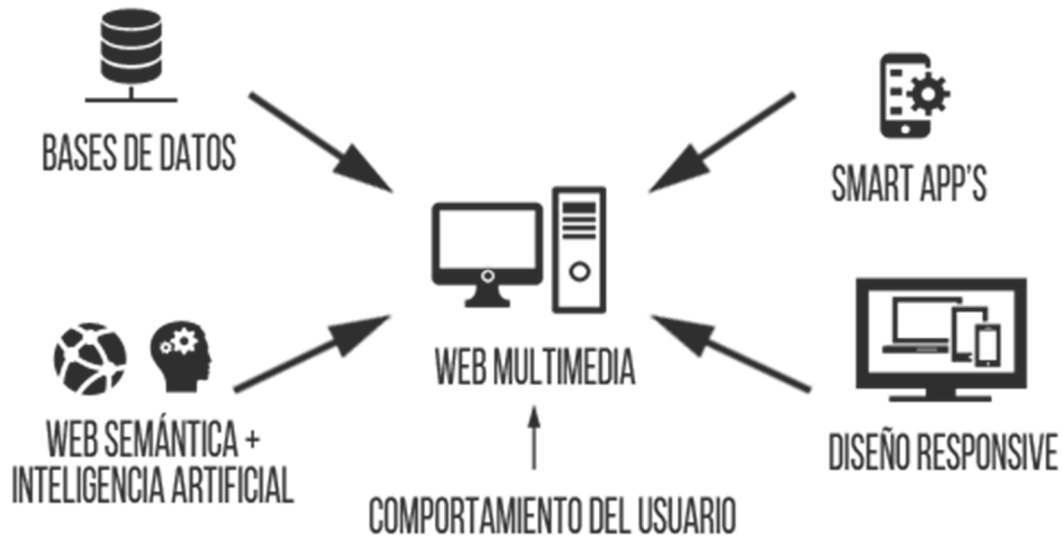 BASES DE DATOS
SMART APP'S
WEB MULTIMEDIA
WEB SEMÁNTICA +
INTELIGENCIA ARTIFICIAL
DISEÑO RESPONSIVE
COMPORTAMIENTO DEL USUARIO